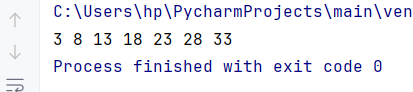 C:\Users\hp\PycharmProjects\main\ven
3 8 13 18 23 28 33
Process finished with exit code 0